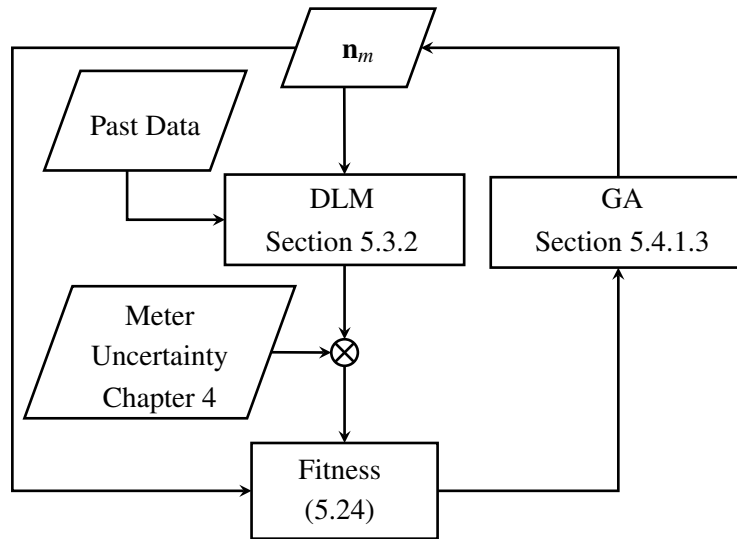 n_m
Past Data
DLM
Section 5.3.2
GA
Section 5.4.1.3
Meter
Uncertainty
Chapter 4
Fitness
(5.24)